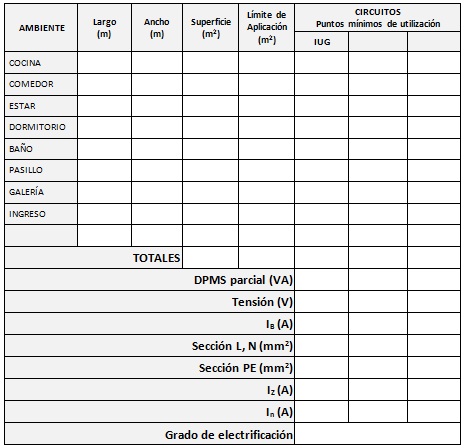 AMBIENTE
Largo
(m)
Ancho
(m)
Superficie
(m²)
Límite de
Aplicación
(m²)
CIRCUITOS
Puntos mínimos de utilización
IUG
COCINA
COMEDOR
ESTAR
DORMITORIO
BAÑO
PASILLO
GALERÍA
INGRESO
TOTALES
DPMS parcial (VA)
Tensión (V)
I_B (A)
Sección L, N (mm²)
Sección PE (mm²)
I_Z (A)
I_n (A)
Grado de electrificación